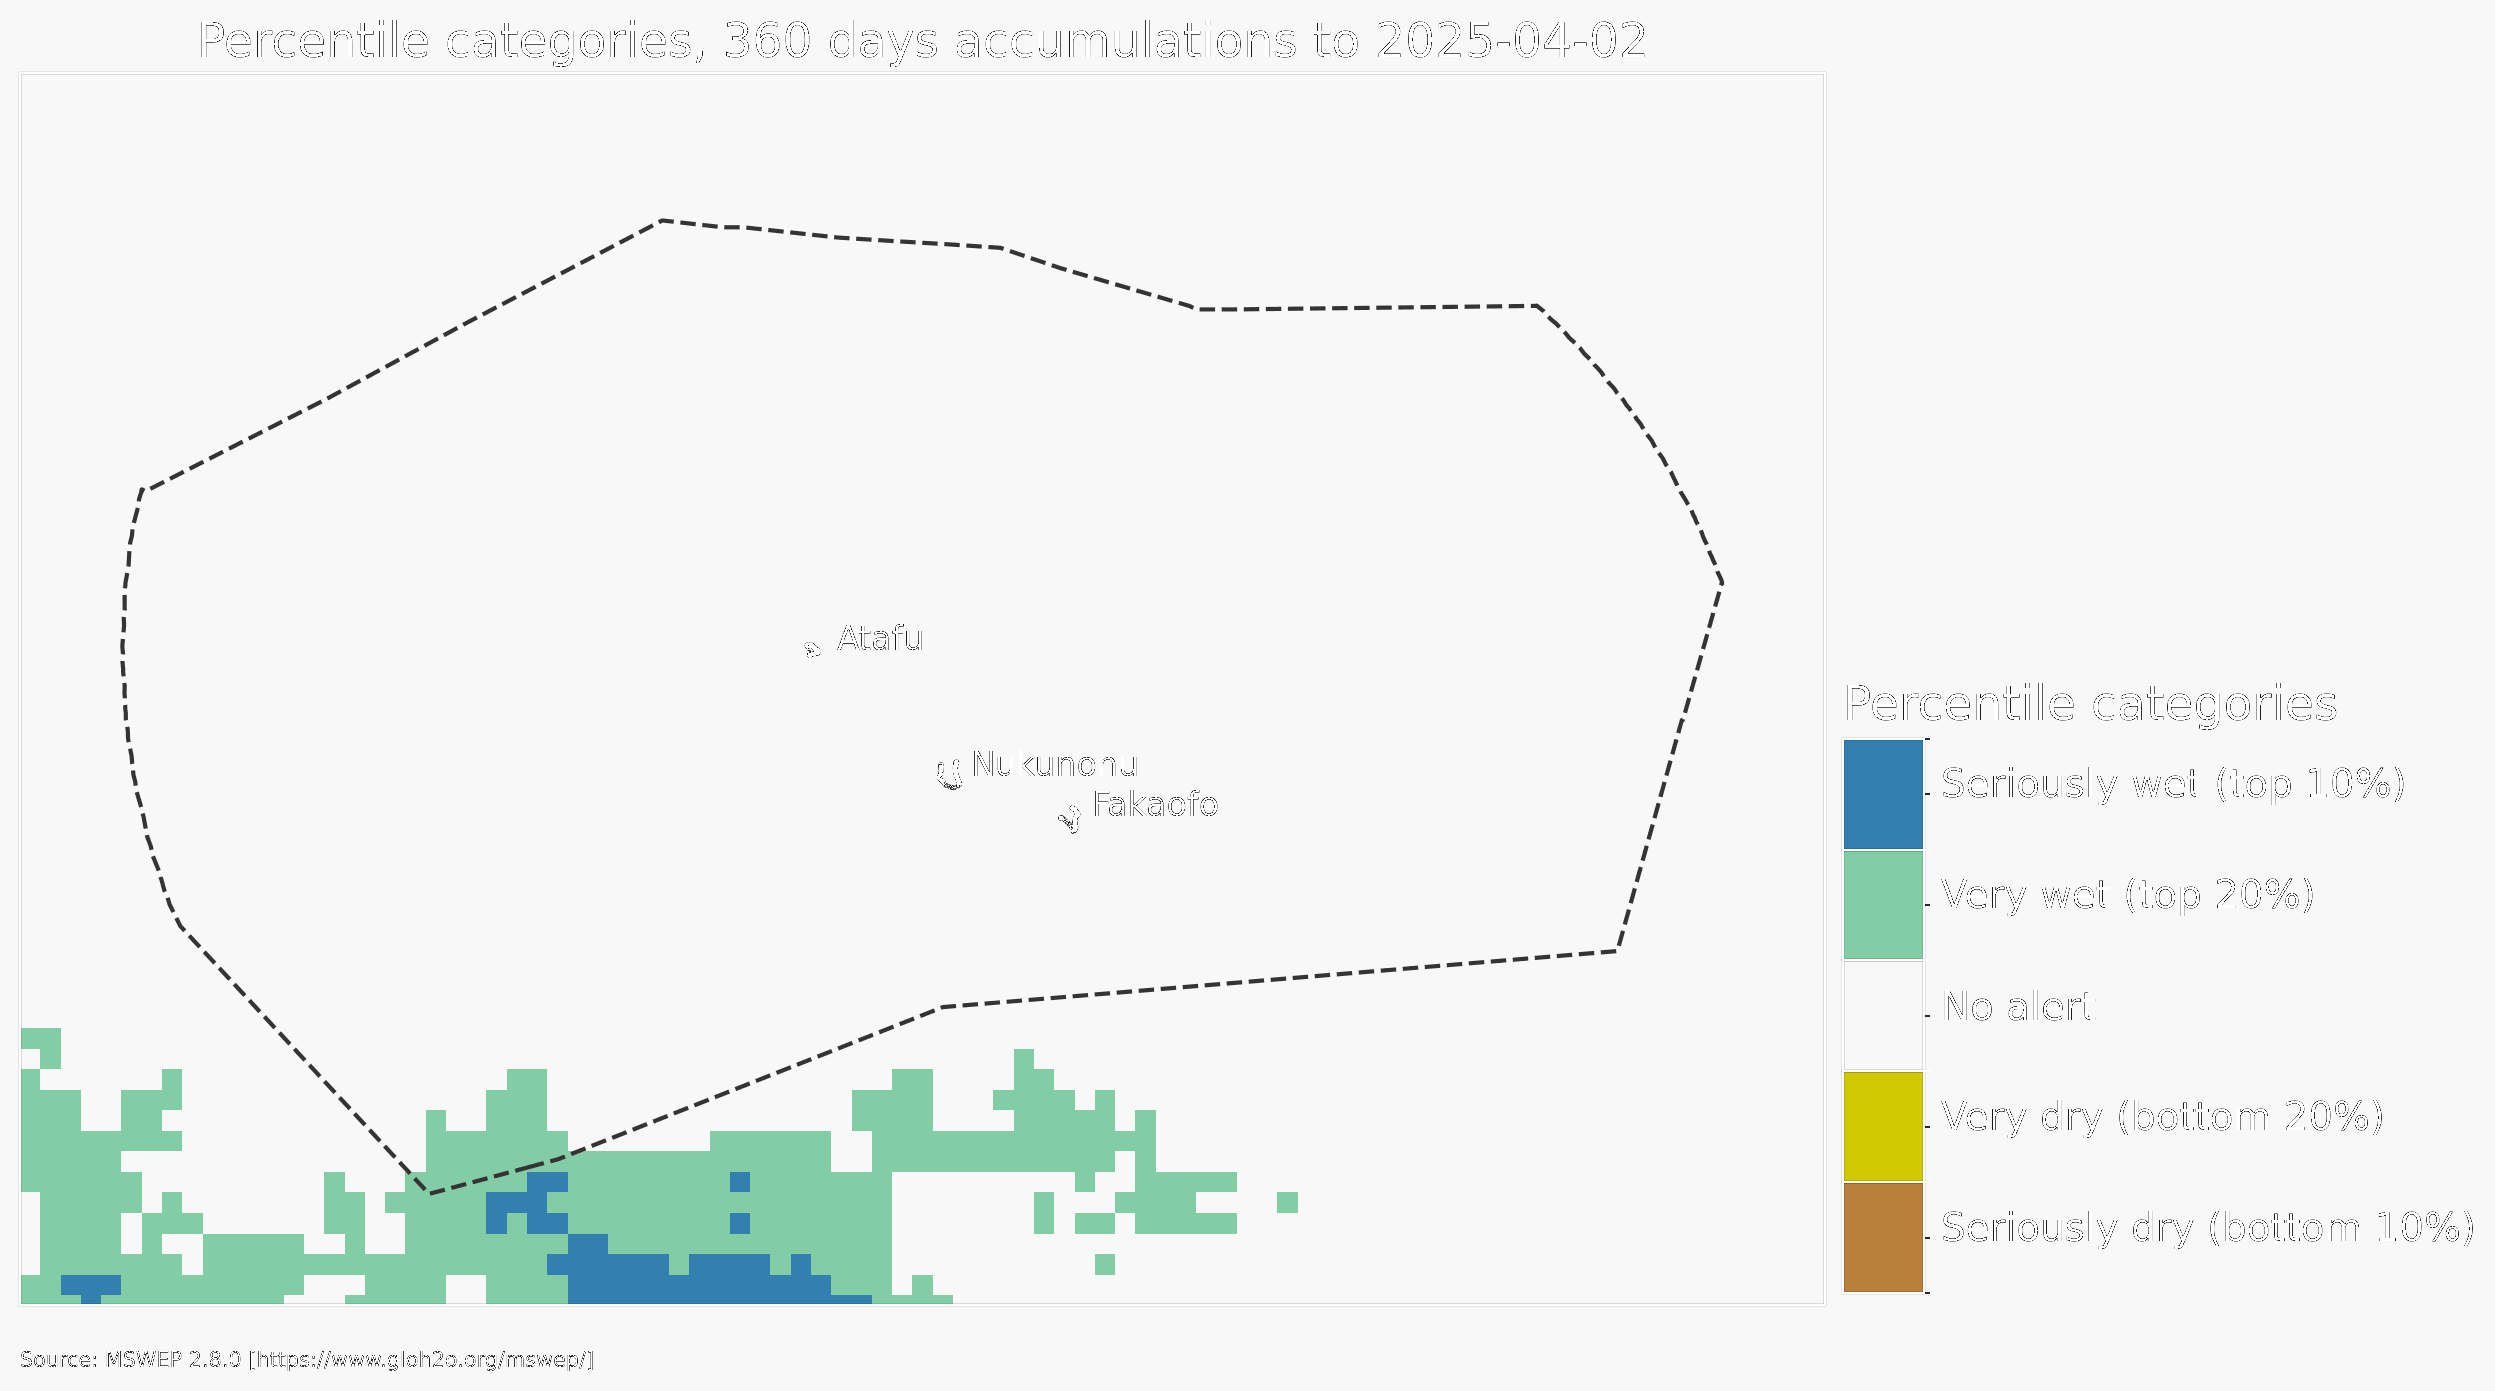 Percentile categories, 360 days accumulations to 2025-04-02
Atafu
Nukunonu
Fakaofo
Percentile categories
Seriously wet (top 10%)
Very wet (top 20%)
No alert
Very dry (bottom 20%)
Seriously dry (bottom 10%)
Source: MSWEP 2.8.0 [https://www.gloh2o.org/mswep/]